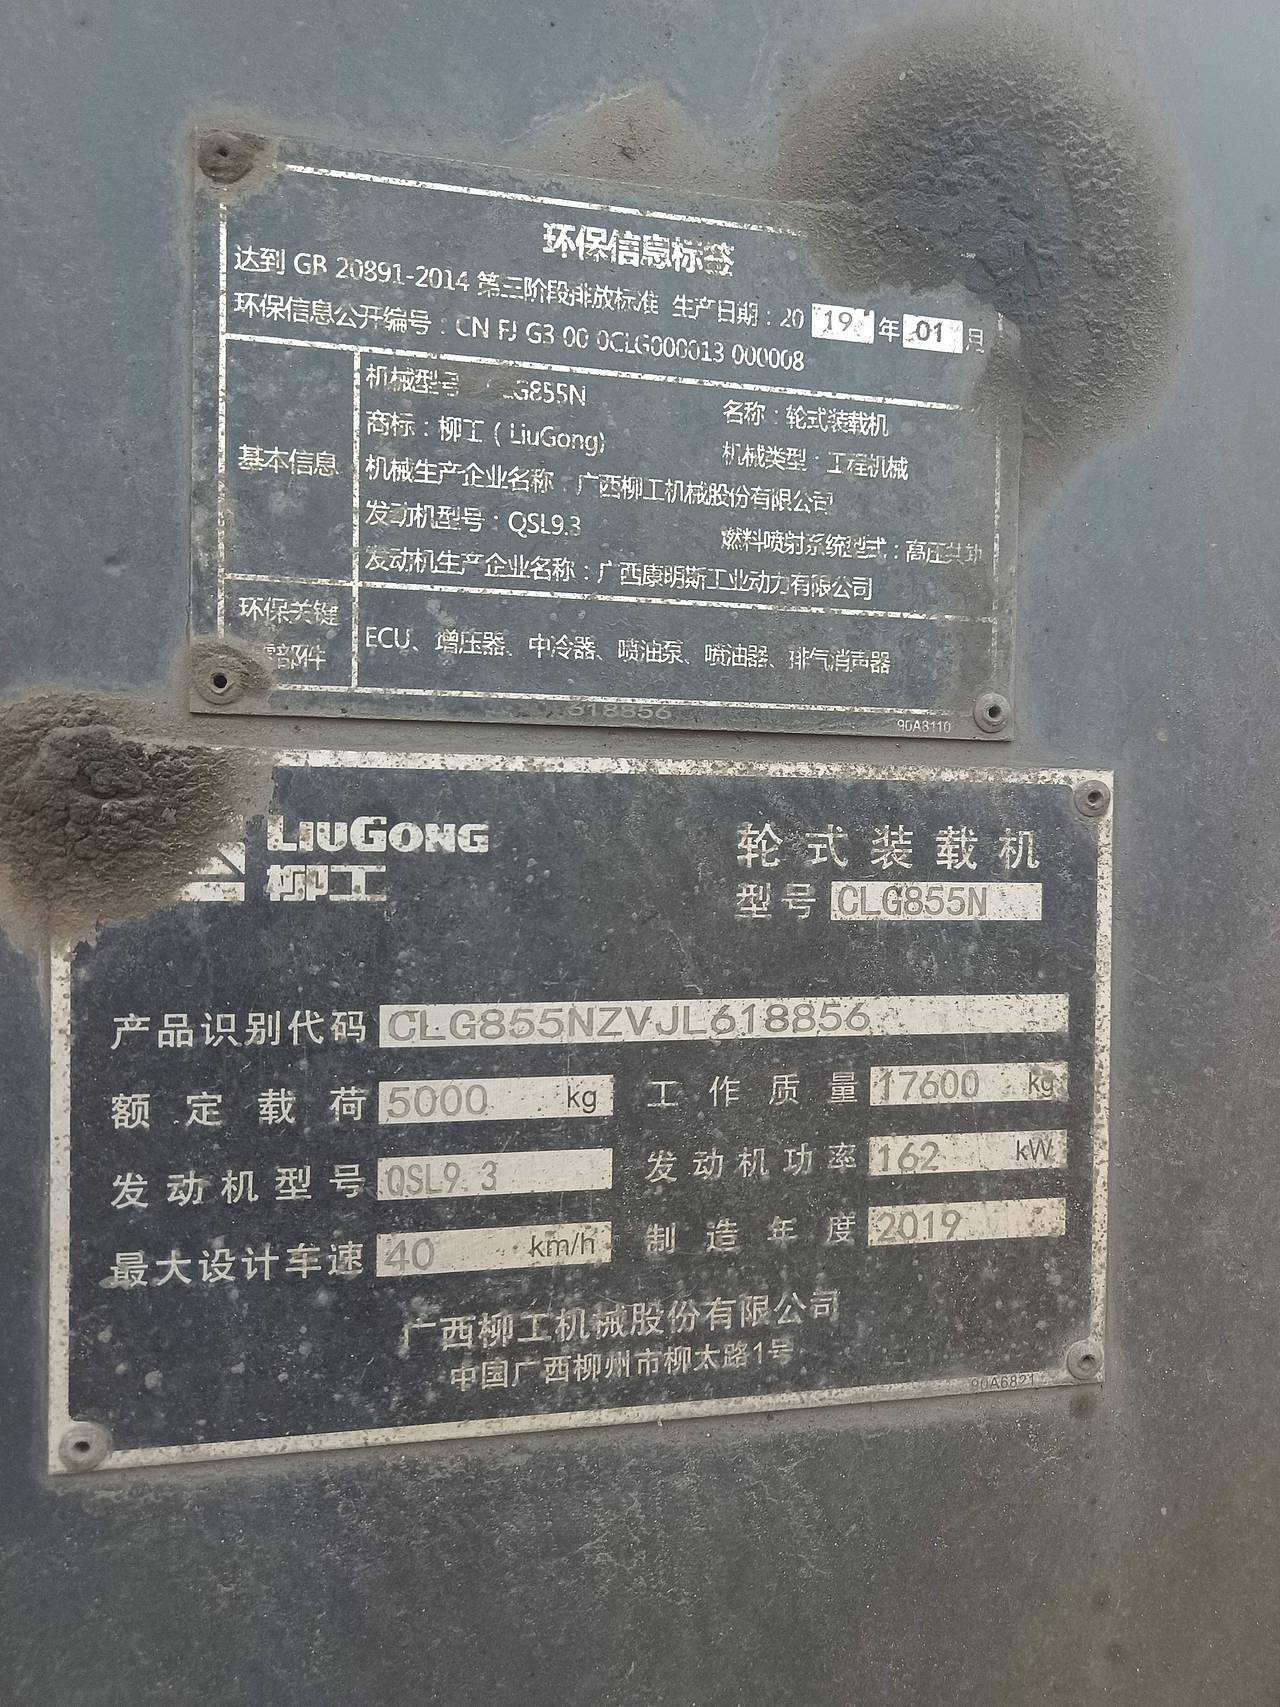 环保信息标签
达到 GB 20891-2014 第三阶段排放标准 生产日期：20 19 年 01 月
环保信息公开编号：CN FJ G3 00 0CLG000013 000008
基本信息
机械型号 G855N 名称：轮式装载机
商标：柳工（LiuGong) 机械类型：工程机械
机械生产企业名称：广西柳工机械股份有限公司
发动机型号：QSL9.3 燃料喷射系统型式：高压共轨
发动机生产企业名称：广西康明斯工业动力有限公司
环保关键
部件
ECU、增压器、中冷器、喷油泵、喷油器、排气消声器
618856
90A8110
LIUGONG
柳工
轮式装载机
型号 CLG855N
产品识别代码 CLG855NZVJL618856
额定载荷 5000 kg 工作质量 17600 kg
发动机型号 QSL9.3 发动机功率 162 kW
最大设计车速 40 km/h 制造年度 2019
广西柳工机械股份有限公司
中国广西柳州市柳太路1号
90A6821